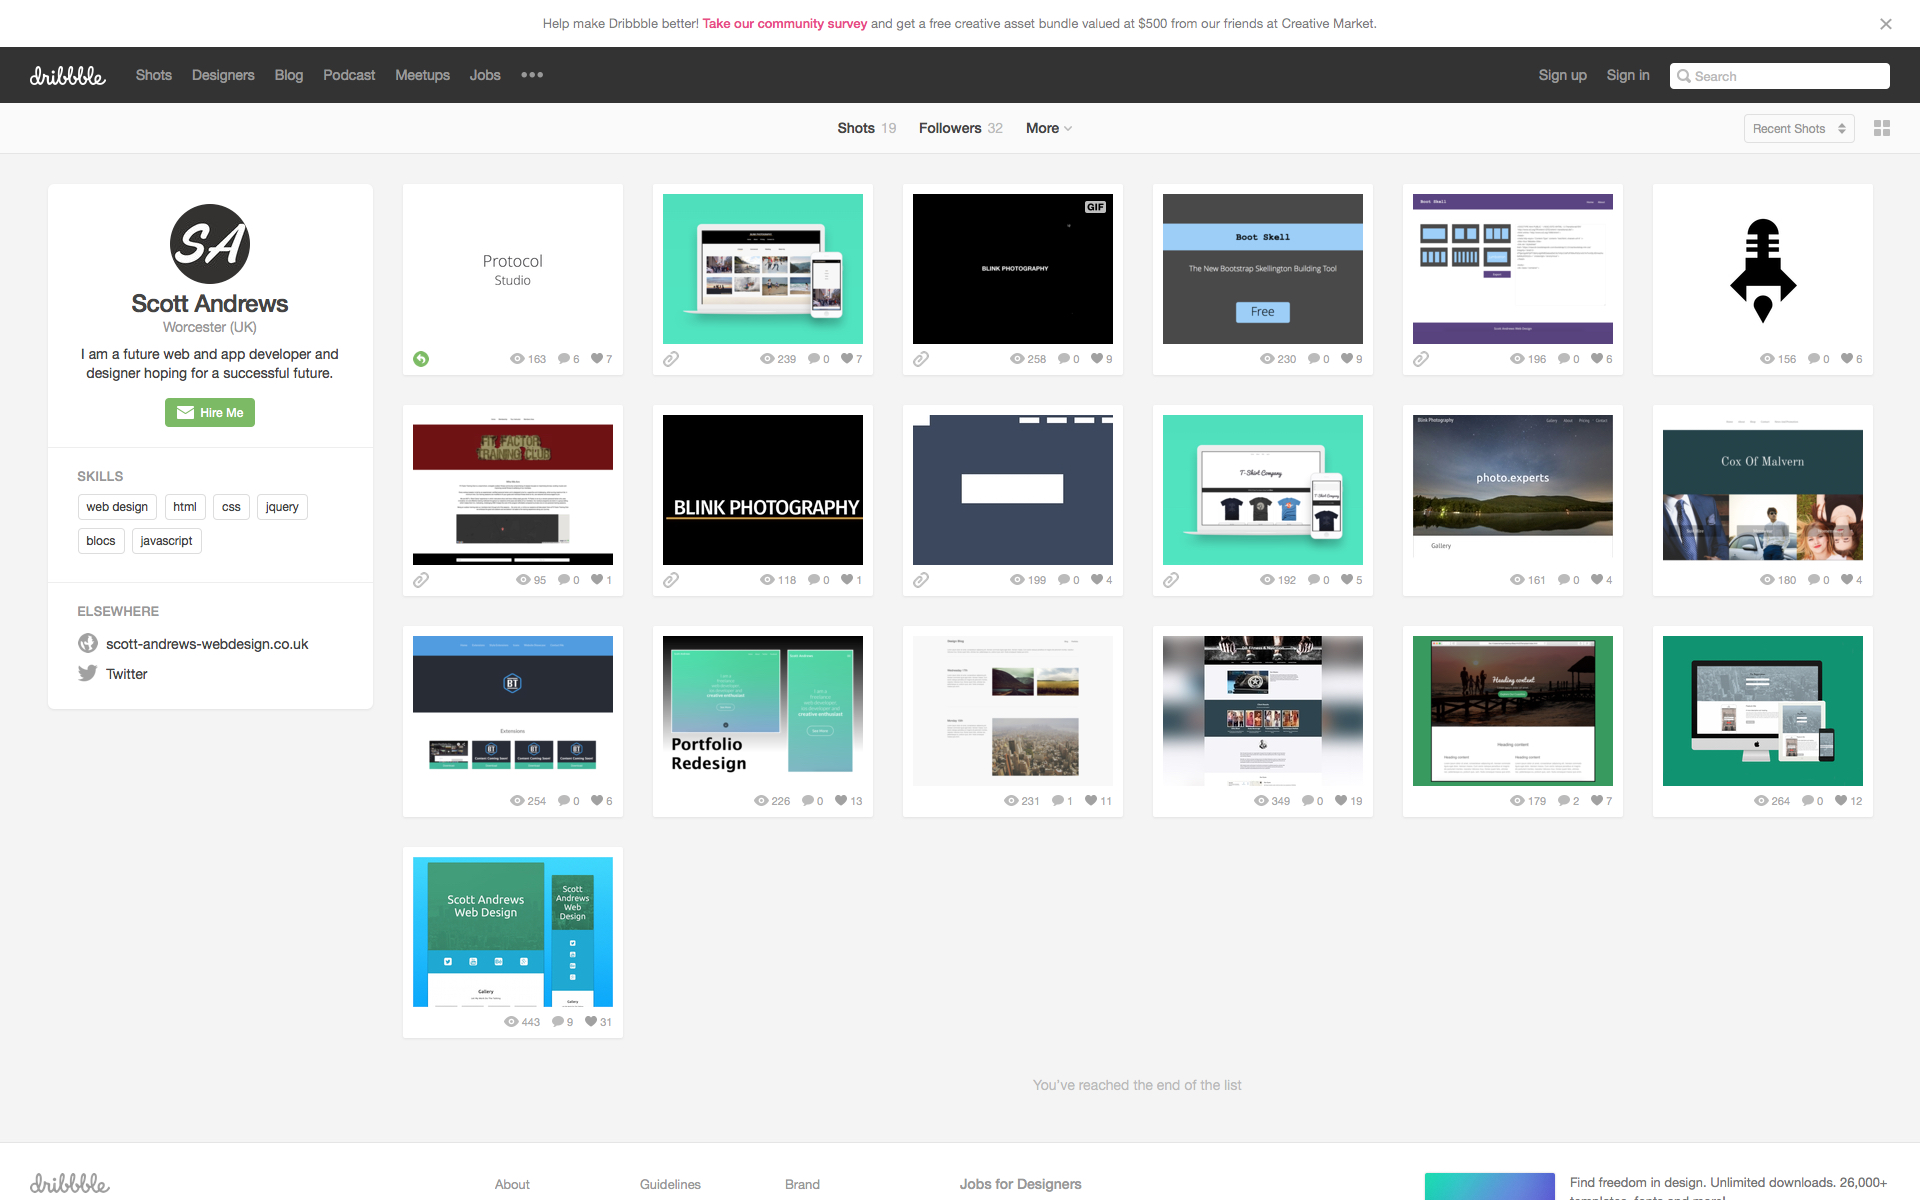 Help make Dribbble better! Take our community survey and get a free creative asset bundle valued at $500 from our friends at Creative Market.
dribbble Shots Designers Blog Podcast Meetups Jobs Sign up Sign in Search
Shots 19 Followers 32 More Recent Shots
SA
Scott Andrews
Worcester (UK)
I am a future web and app developer and
designer hoping for a successful future.
Hire Me
SKILLS
web design html css jquery
blocs javascript
ELSEWHERE
scott-andrews-webdesign.co.uk
Twitter
Protocol
Studio
163 6 7
239 0 7
GIF
BLINK PHOTOGRAPHY
258 0 9
Boot Skell
The New Bootstrap Skellington Building Tool
Free
230 0 9
Boot Skell
196 0 6
156 0 6
FIT FACTOR
TRAINING CLUB
95 0 1
BLINK PHOTOGRAPHY
118 0 1
199 0 4
T-Shirt Company
192 0 5
Blink Photography Gallery About Pricing Contact
photo.experts
Gallery
161 0 4
Cox Of Malvern
180 0 4
BT
Extensions
254 0 6
Portfolio
Redesign
226 0 13
231 1 11
349 0 19
Heading content
Heading content
179 2 7
264 0 12
Scott Andrews
Web Design
Gallery
Scott
Andrews
Web
Design
Gallery
443 9 31
You've reached the end of the list
dribbble About Guidelines Brand Jobs for Designers
Find freedom in design. Unlimited downloads. 26,000+